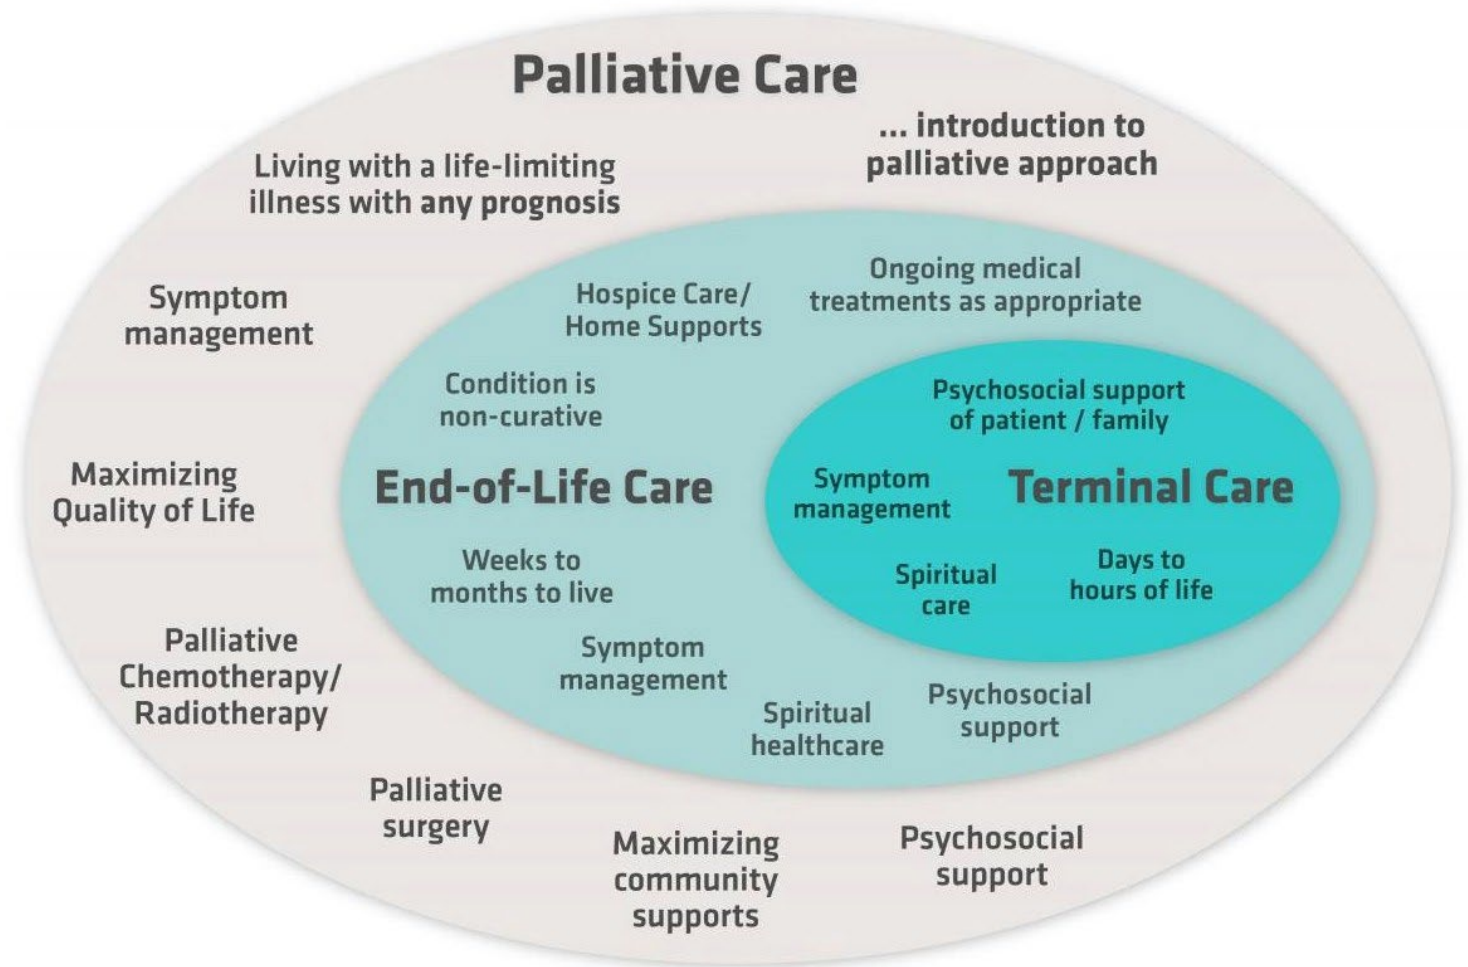 Palliative Care
... introduction to
palliative approach
Living with a life-limiting
illness with any prognosis
Symptom
management
Maximizing
Quality of Life
Palliative
Chemotherapy/
Radiotherapy
Palliative
surgery
Maximizing
community
supports
Psychosocial
support
Hospice Care/
Home Supports
Ongoing medical
treatments as appropriate
Condition is
non-curative
End-of-Life Care
Weeks to
months to live
Symptom
management
Spiritual
healthcare
Psychosocial
support
Psychosocial support
of patient / family
Symptom
management
Terminal Care
Spiritual
care
Days to
hours of life